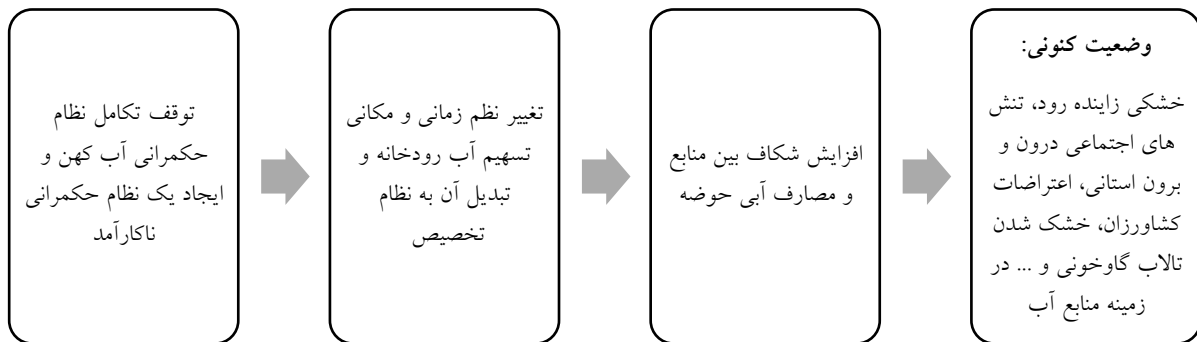 توقف تکامل نظام
حکمرانی آب کهن و
ایجاد یک نظام حکمرانی
ناکارآمد
تغییر نظم زمانی و مکانی
تسهیم آب رودخانه و
تبدیل آن به نظام
تخصیص
افزایش شکاف بین منابع
و مصارف آبی حوضه
وضعیت کنونی:
خشکی زاینده رود، تنش
های اجتماعی درون و
برون استانی، اعتراضات
کشاورزان، خشک شدن
تالاب گاوخونی و ... در
زمینه منابع آب